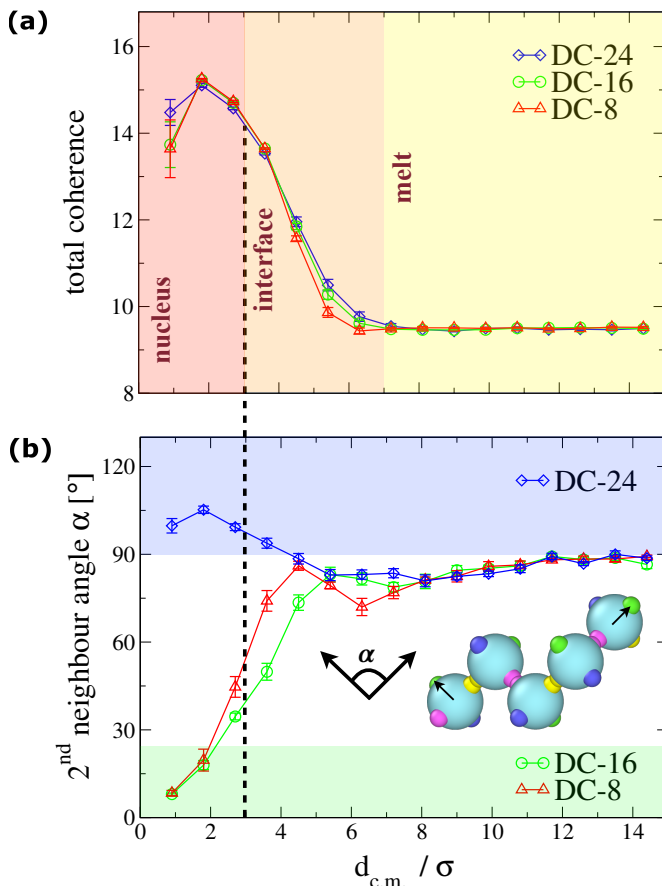 (a)
16
14
12
10
8
total coherence
nucleus
interface
melt
DC-24
DC-16
DC-8
(b)
120
90
60
30
0
2nd neighbour angle α [°]
DC-24
α
DC-16
DC-8
0 2 4 6 8 10 12 14
d c.m. / σ